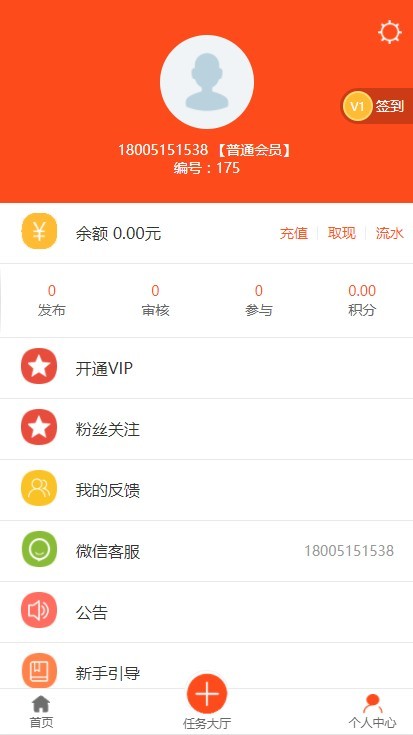 V1 签到
18005151538 【普通会员】
编号：175
¥ 余额 0.00元 充值 取现 流水
0 0 0 0.00
发布 审核 参与 积分
开通VIP
粉丝关注
我的反馈
微信客服 18005151538
公告
新手引导
首页 任务大厅 个人中心